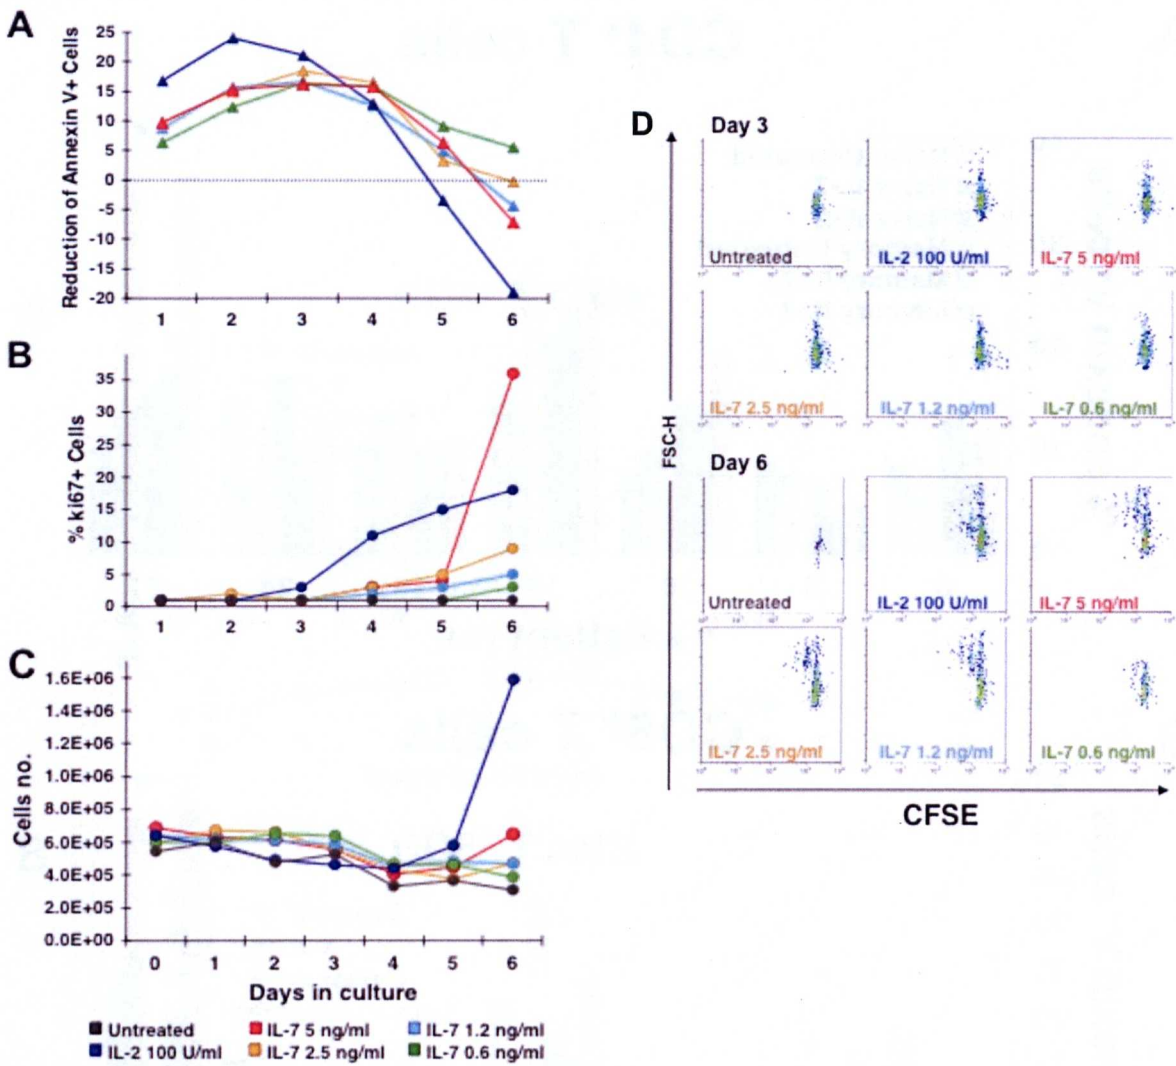 A
Reduction of Annexin V+ Cells
25
20
15
10
5
0
-5
-10
-15
-20
1 2 3 4 5 6
B
% ki67+ Cells
35
30
25
20
15
10
5
0
1 2 3 4 5 6
C
Cells no.
1.6E+06
1.4E+06
1.2E+06
1.0E+06
8.0E+05
6.0E+05
4.0E+05
2.0E+05
0.0E+00
0 1 2 3 4 5 6
Days in culture
Untreated IL-7 5 ng/ml IL-7 1.2 ng/ml
IL-2 100 U/ml IL-7 2.5 ng/ml IL-7 0.6 ng/ml
D
Day 3
FSC-H
Untreated IL-2 100 U/ml IL-7 5 ng/ml
IL-7 2.5 ng/ml IL-7 1.2 ng/ml IL-7 0.6 ng/ml
Day 6
Untreated IL-2 100 U/ml IL-7 5 ng/ml
IL-7 2.5 ng/ml IL-7 1.2 ng/ml IL-7 0.6 ng/ml
CFSE